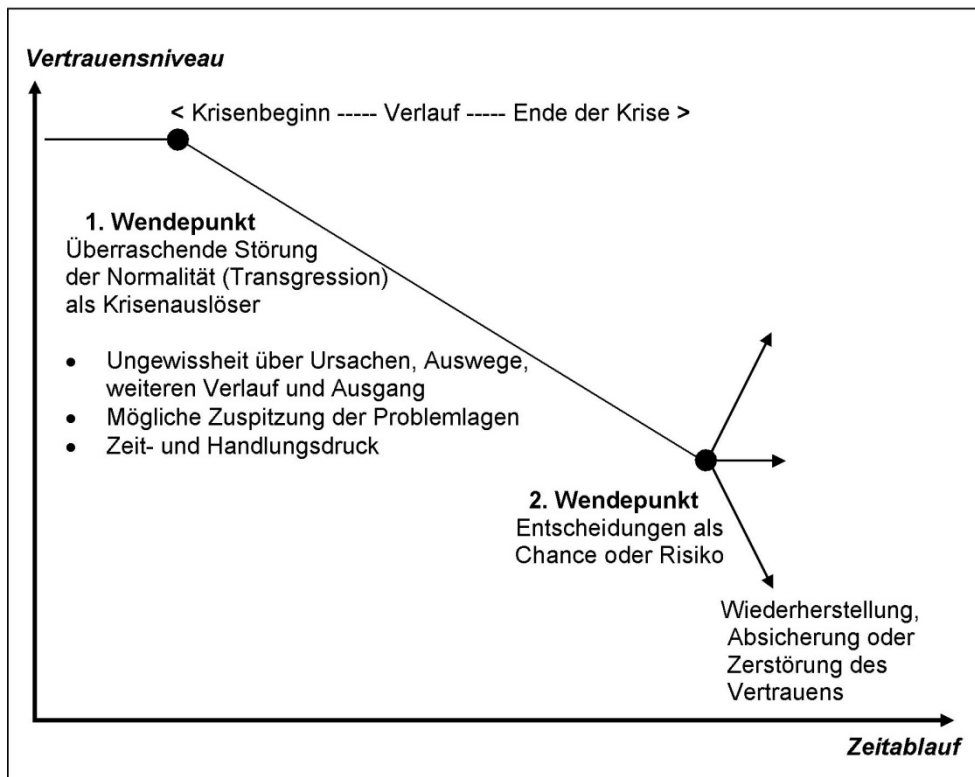 Vertrauensniveau
< Krisenbeginn ----- Verlauf ----- Ende der Krise >
1. Wendepunkt
Überraschende Störung
der Normalität (Transgression)
als Krisenauslöser
• Ungewissheit über Ursachen, Auswege,
weiteren Verlauf und Ausgang
• Mögliche Zuspitzung der Problemlagen
• Zeit- und Handlungsdruck
2. Wendepunkt
Entscheidungen als
Chance oder Risiko
Wiederherstellung,
Absicherung oder
Zerstörung des
Vertrauens
Zeitablauf